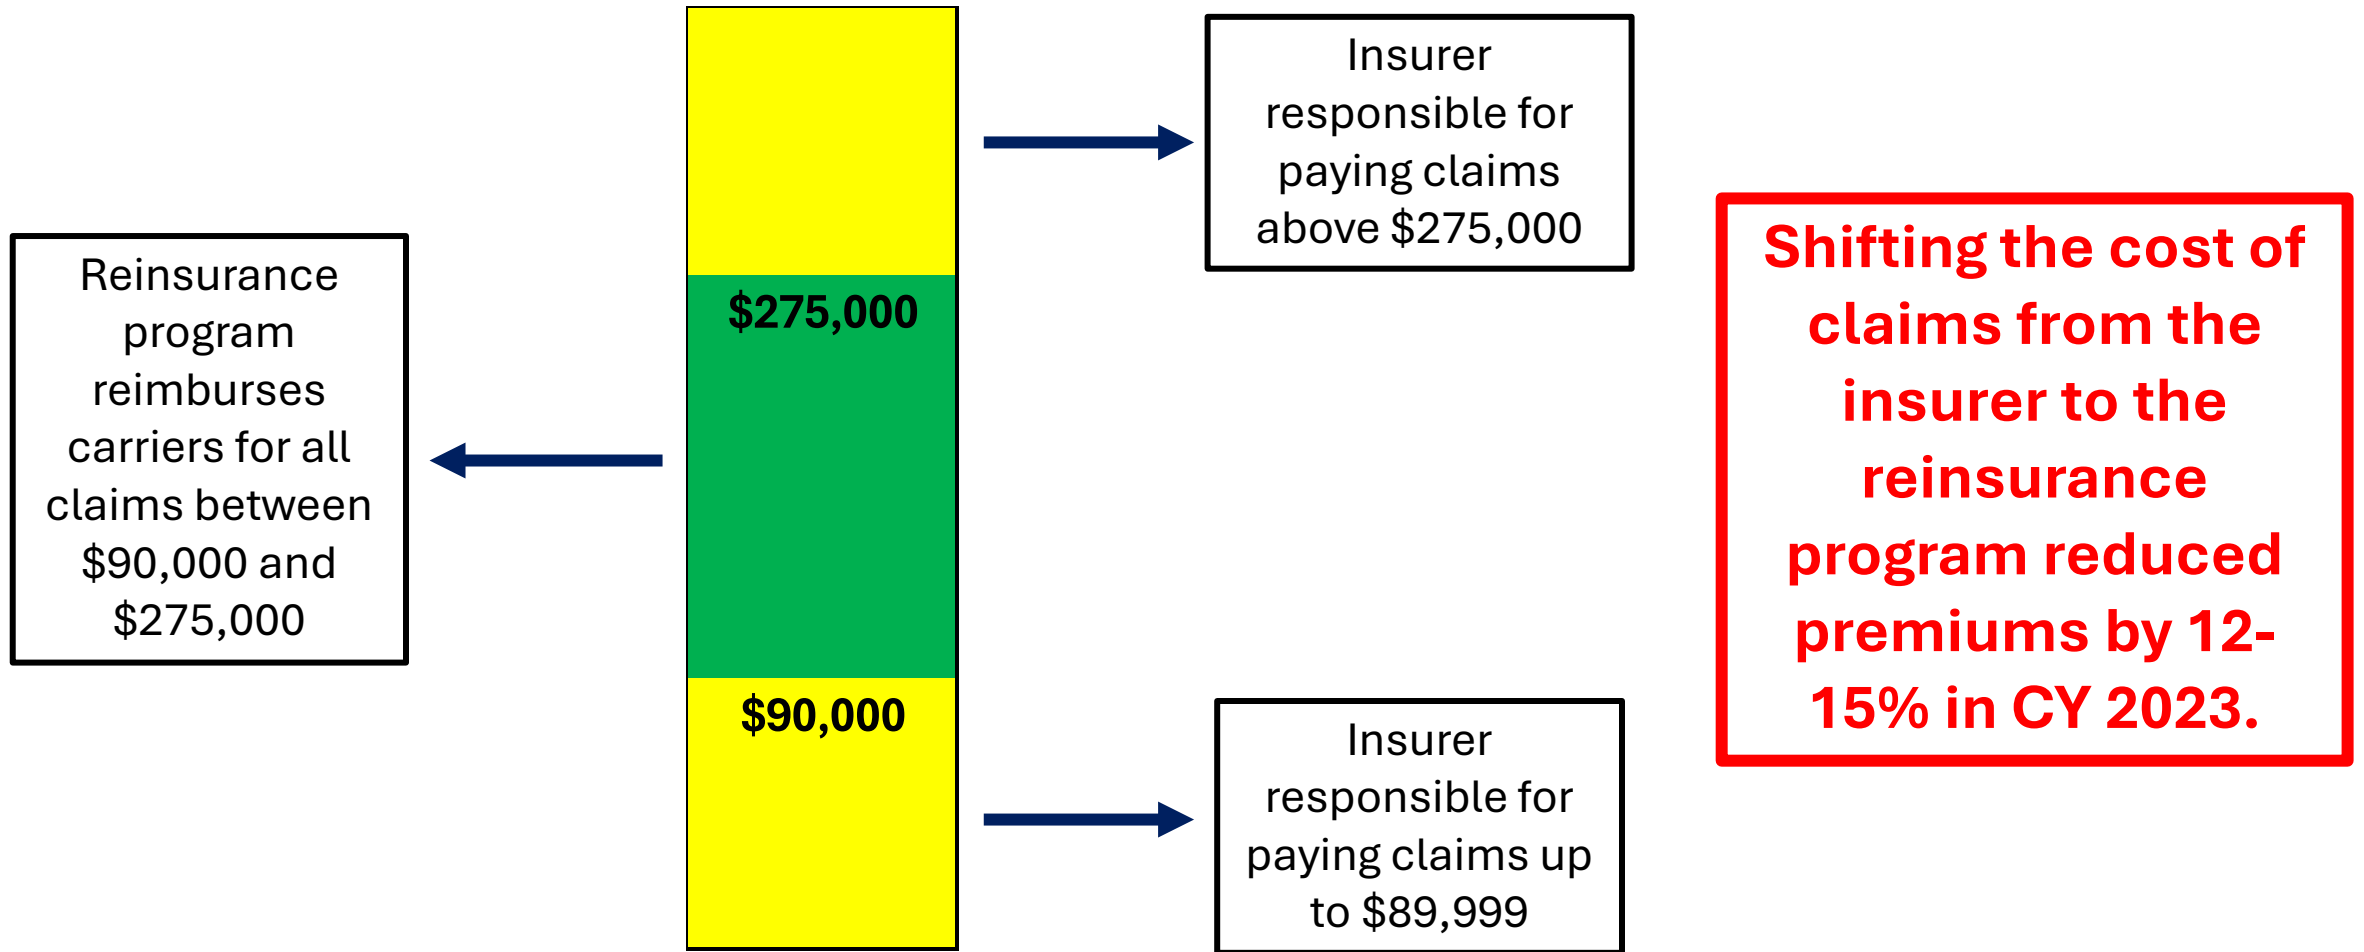 Reinsurance
program
reimburses
carriers for all
claims between
$90,000 and
$275,000
$275,000
$90,000
Insurer
responsible for
paying claims
above $275,000
Insurer
responsible for
paying claims up
to $89,999
Shifting the cost of
claims from the
insurer to the
reinsurance
program reduced
premiums by 12-
15% in CY 2023.